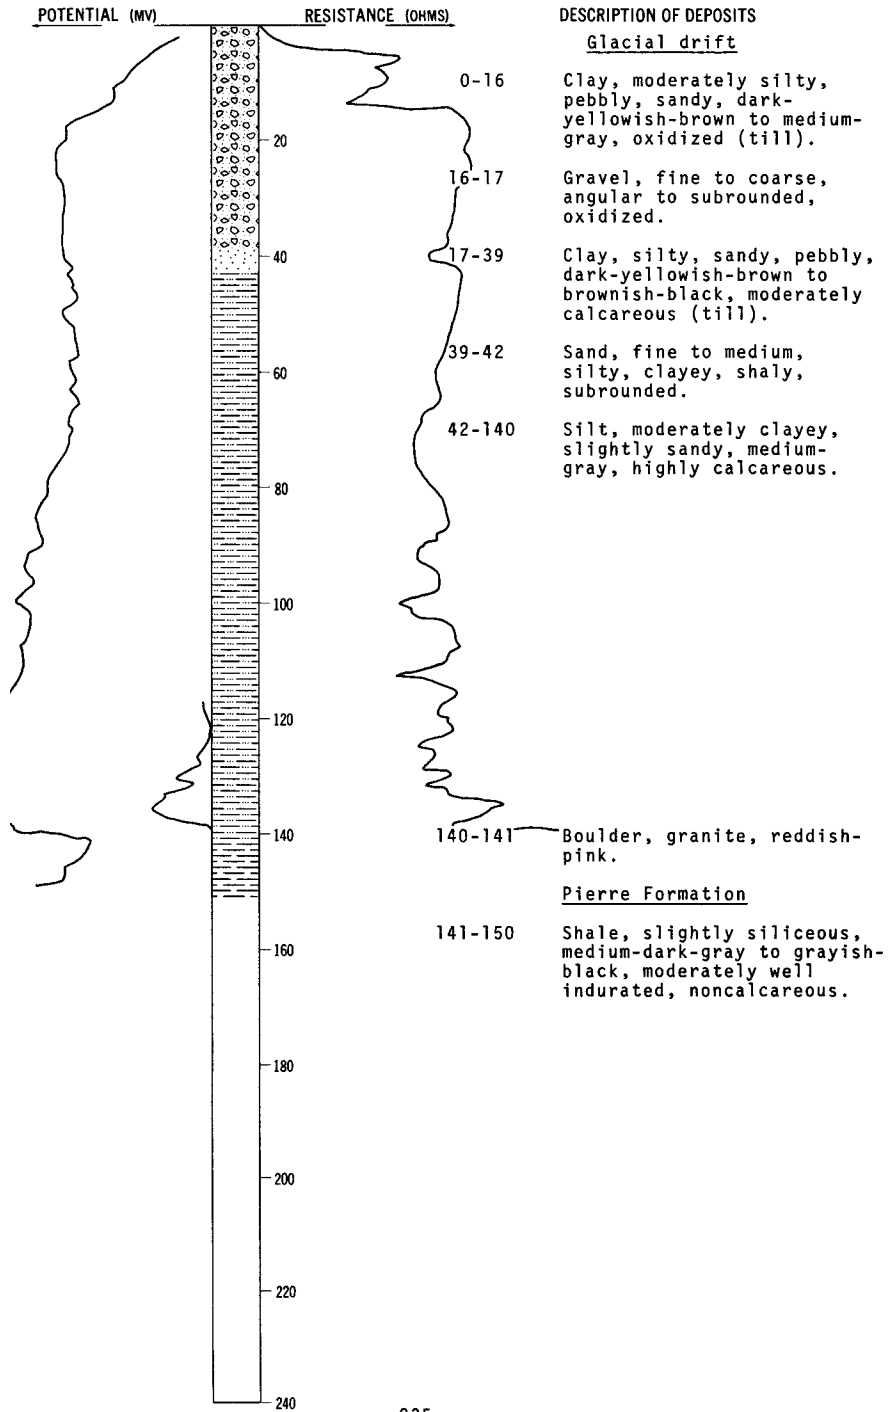 POTENTIAL (MV) RESISTANCE (OHMS) DESCRIPTION OF DEPOSITS
Glacial drift
0-16 Clay, moderately silty,
pebbly, sandy, dark-
yellowish-brown to medium-
gray, oxidized (till).
20
16-17 Gravel, fine to coarse,
angular to subrounded,
oxidized.
40 17-39 Clay, silty, sandy, pebbly,
dark-yellowish-brown to
brownish-black, moderately
calcareous (till).
39-42 Sand, fine to medium,
60 silty, clayey, shaly,
subrounded.
42-140 Silt, moderately clayey,
slightly sandy, medium-
gray, highly calcareous.
80
100
120
140 140-141 Boulder, granite, reddish-
pink.
Pierre Formation
141-150 Shale, slightly siliceous,
160 medium-dark-gray to grayish-
black, moderately well
indurated, noncalcareous.
180
200
220
240